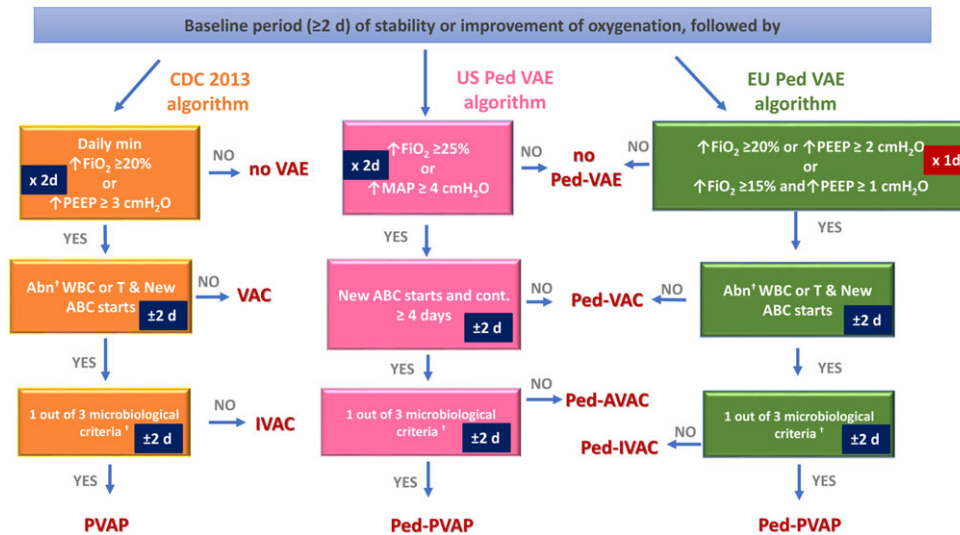 Baseline period (≥2 d) of stability or improvement of oxygenation, followed by
CDC 2013
algorithm
Daily min
↑FiO₂ ≥20%
or
↑PEEP ≥ 3 cmH₂O
x 2d
NO
no VAE
YES
Abn† WBC or T & New
ABC starts
±2 d
NO
VAC
YES
1 out of 3 microbiological
criteria †
±2 d
NO
IVAC
YES
PVAP
US Ped VAE
algorithm
↑FiO₂ ≥25%
or
↑MAP ≥ 4 cmH₂O
x 2d
NO
no
Ped-VAE
YES
New ABC starts and cont.
≥ 4 days
±2 d
NO
Ped-VAC
YES
1 out of 3 microbiological
criteria †
±2 d
NO
Ped-AVAC
YES
Ped-PVAP
EU Ped VAE
algorithm
↑FiO₂ ≥20% or ↑PEEP ≥ 2 cmH₂O
or
↑FiO₂ ≥15% and ↑PEEP ≥ 1 cmH₂O
x 1d
NO
YES
Abn† WBC or T & New
ABC starts
±2 d
NO
YES
1 out of 3 microbiological
criteria †
±2 d
NO
Ped-IVAC
YES
Ped-PVAP